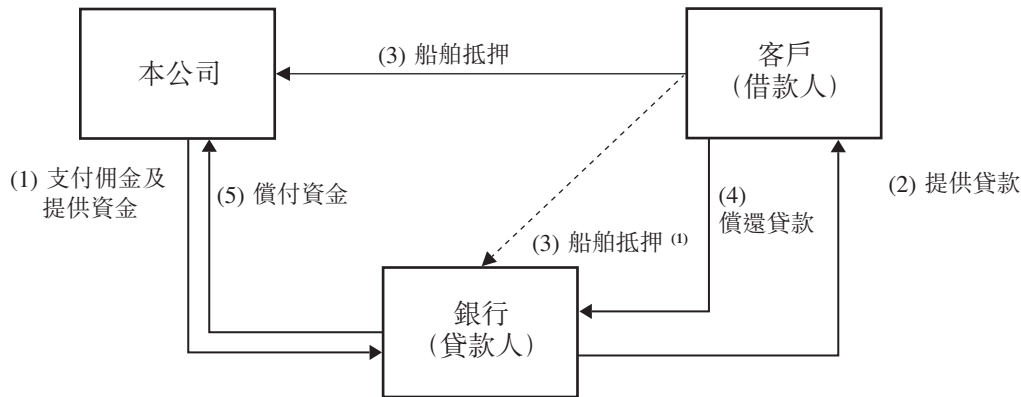 (3) 船舶抵押
本公司
客戶
(借款人)
(1) 支付佣金及
提供資金
(5) 償付資金
(4)
償還貸款
(2) 提供貸款
(3) 船舶抵押 (1)
銀行
(貸款人)